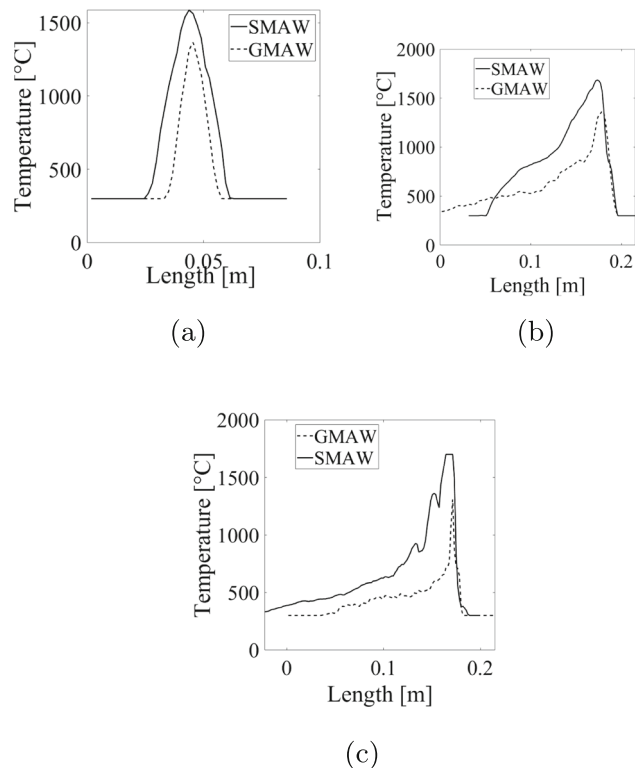 1500
1000
500
0
Temperature [°C]
SMAW
GMAW
0
0.05
0.1
Length [m]
(a)
2000
1500
1000
500
0
Temperature [°C]
SMAW
GMAW
0
0.1
0.2
Length [m]
(b)
2000
1500
1000
500
0
Temperature [°C]
GMAW
SMAW
0
0.1
0.2
Length [m]
(c)